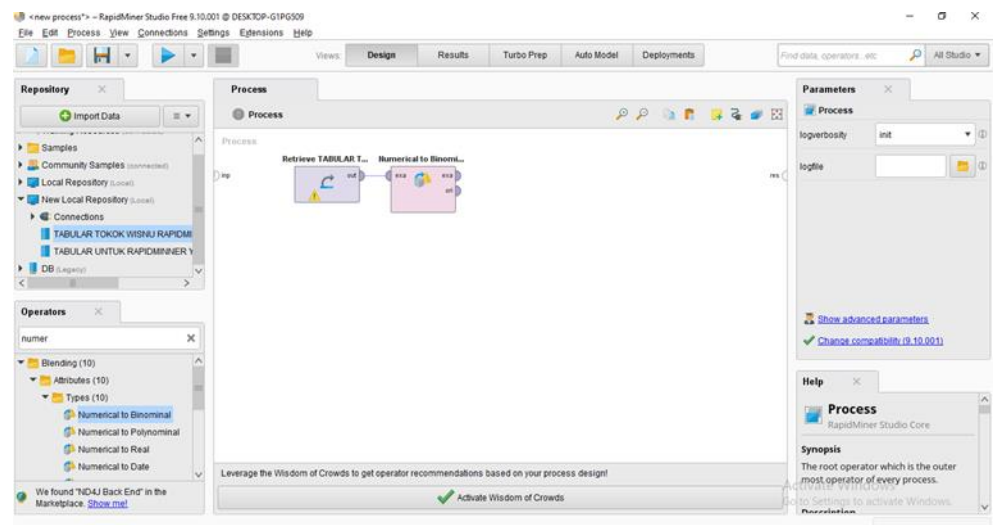 <new process*> – RapidMiner Studio Free 9.10.001 @ DESKTOP-G1PG509
File Edit Process View Connections Settings Extensions Help
Views: Design Results Turbo Prep Auto Model Deployments
Find data, operators...etc All Studio
Repository
Import Data
Samples
Community Samples (connected)
Local Repository (Local)
New Local Repository (Local)
Connections
TABULAR TOKOK WISNU RAPIDMI
TABULAR UNTUK RAPIDMINNER Y
DB (Legacy)
Operators
numer
Blending (10)
Attributes (10)
Types (10)
Numerical to Binominal
Numerical to Polynominal
Numerical to Real
Numerical to Date
We found "ND4J Back End" in the
Marketplace. Show me!
Process
Process
Process
Retrieve TABULAR T... Numerical to Binomi...
inp out exa exa res
ori
Leverage the Wisdom of Crowds to get operator recommendations based on your process design!
Activate Wisdom of Crowds
Parameters
Process
logverbosity init
logfile
Show advanced parameters
Change compatibility (9.10.001)
Help
Process
RapidMiner Studio Core
Synopsis
The root operator which is the outer
most operator of every process.
Activate Windows
Go to Settings to activate Windows.
Description